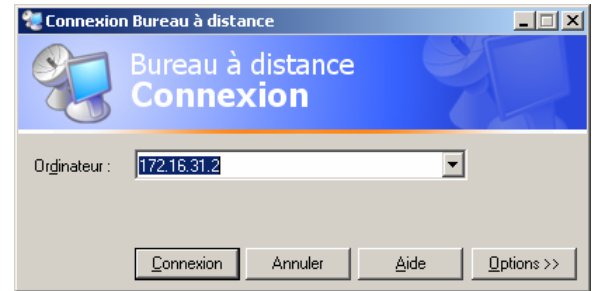 Connexion Bureau à distance
Bureau à distance
Connexion
Ordinateur :
172.16.31.2
Connexion
Annuler
Aide
Options >>